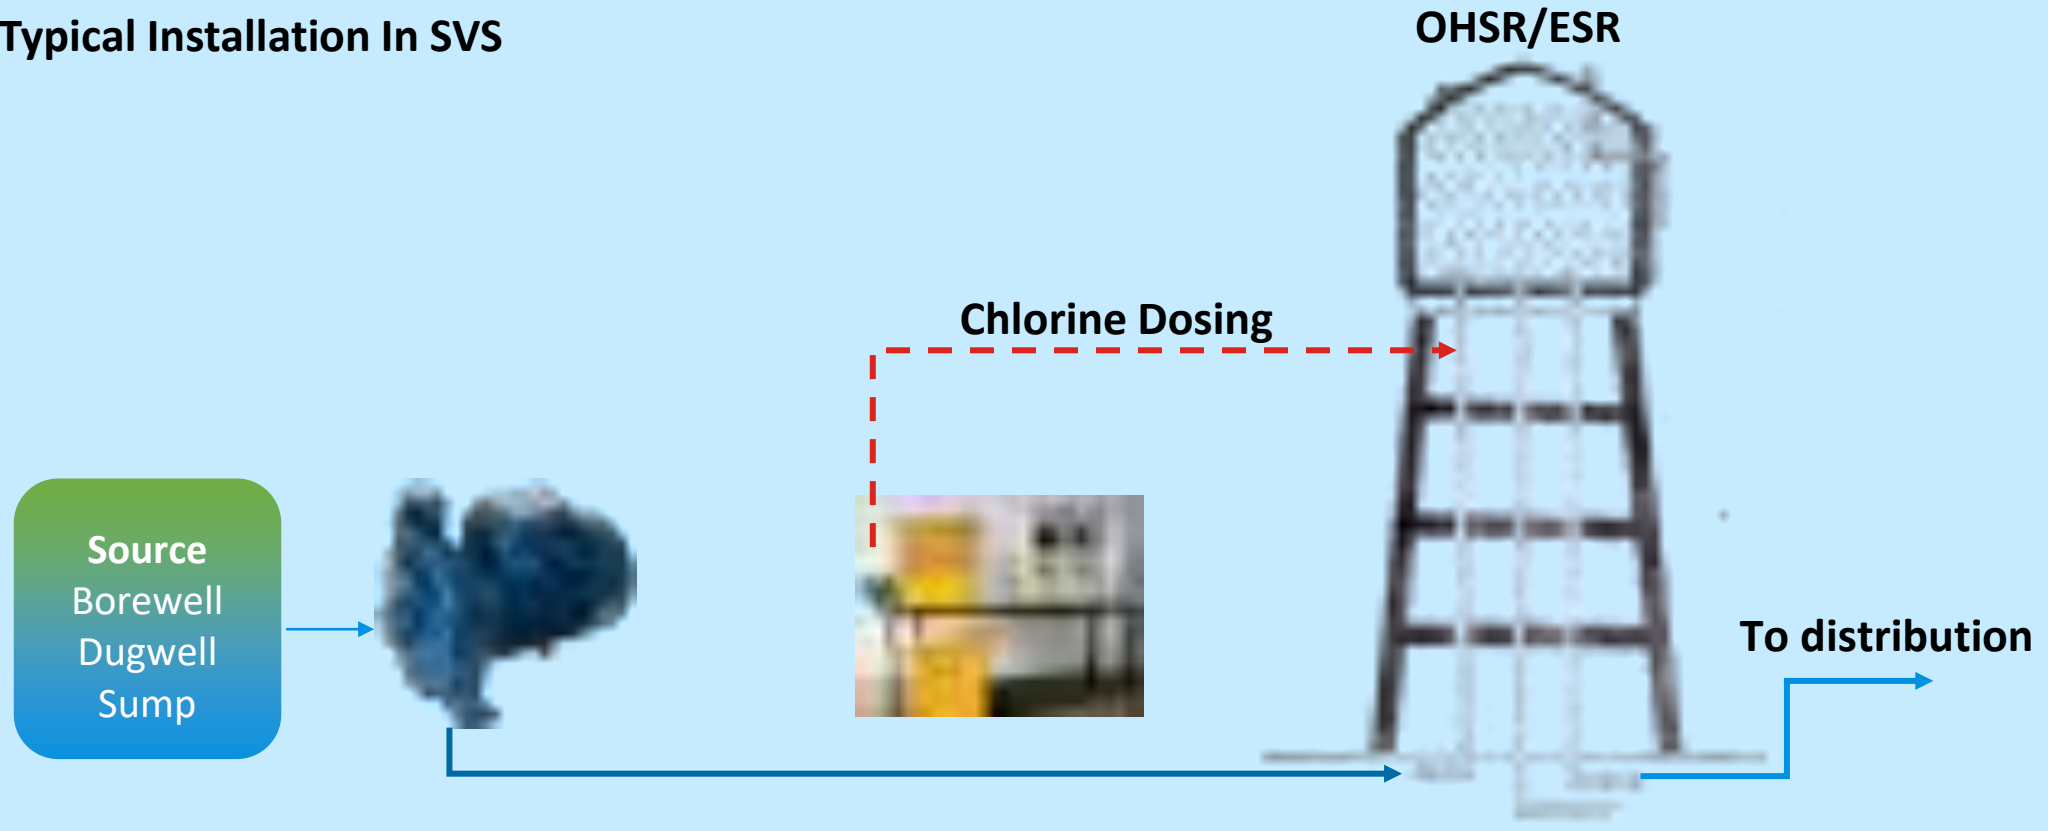 Typical Installation In SVS
OHSR/ESR
Chlorine Dosing
Source
Borewell
Dugwell
Sump
To distribution